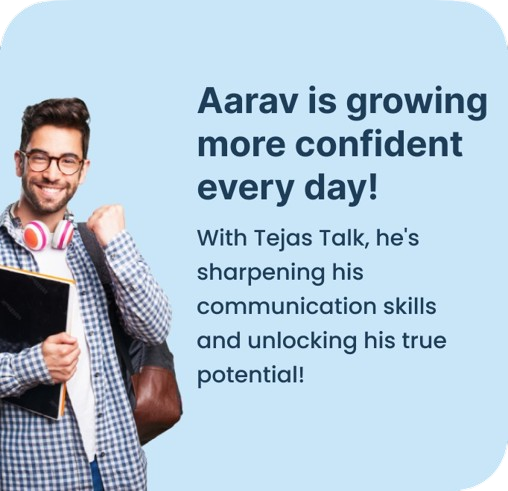 Aarav is growing
more confident
every day!
With Tejas Talk, he's
sharpening his
communication skills
and unlocking his true
potential!